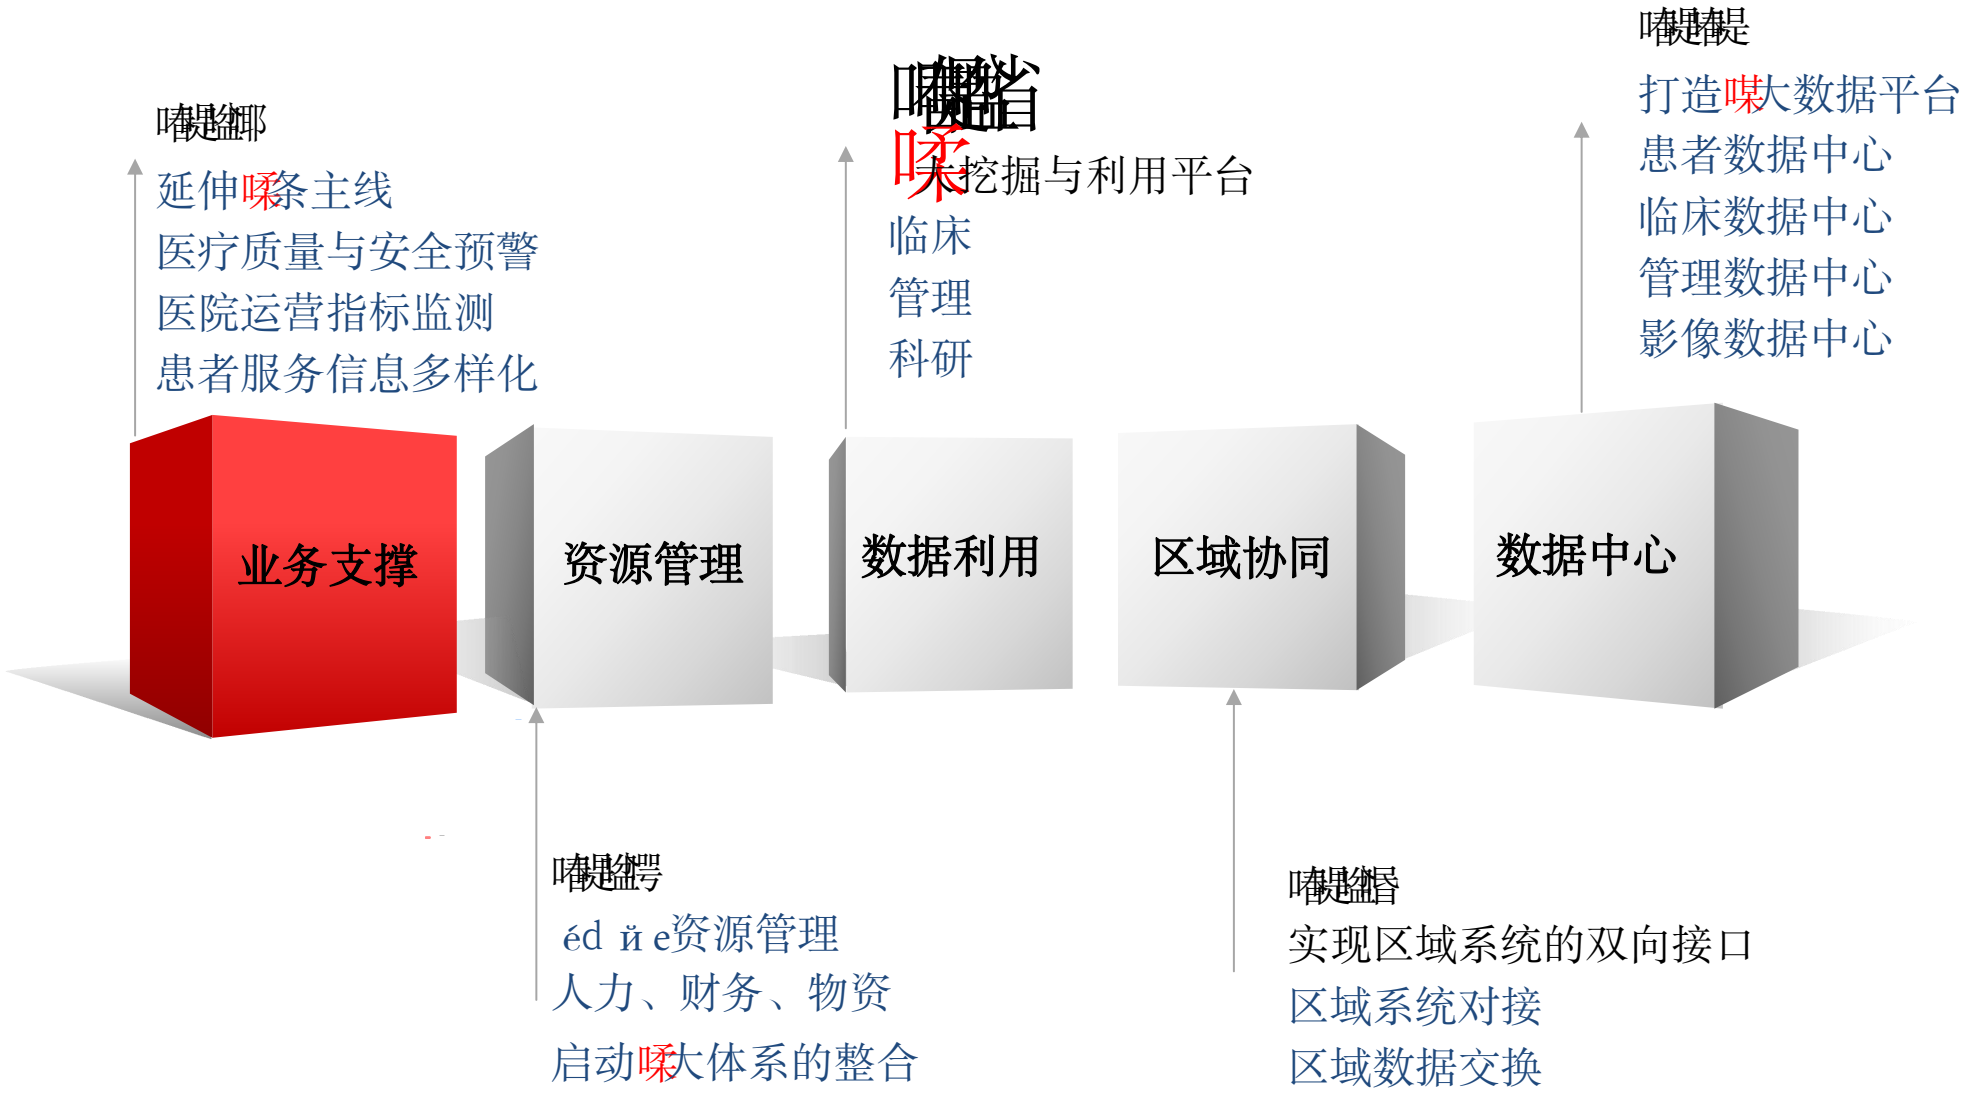 延伸条主线
医疗质量与安全预警
医院运营指标监测
患者服务信息多样化
大挖掘与利用平台
临床
管理
科研
打造大数据平台
患者数据中心
临床数据中心
管理数据中心
影像数据中心
业务支撑
资源管理
数据利用
区域协同
数据中心
éd й e资源管理
人力、财务、物资
启动大体系的整合
实现区域系统的双向接口
区域系统对接
区域数据交换